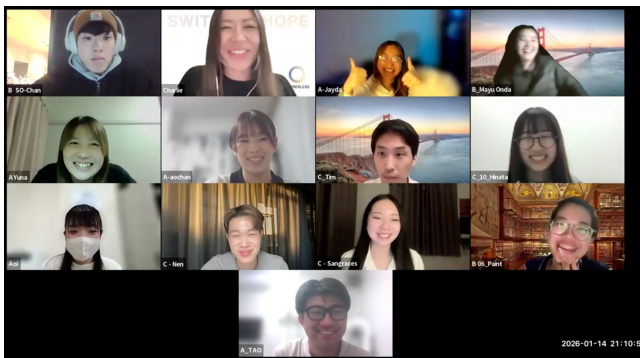 SWIT HOPE
B_SO-Chan
Charlie
A-Jayda
B_Mayu Onda
A Yuna
A-aochan
C_Tim
C_10_Hinata
Aoi
C - Nen
C - Sangraces
B 06_Paint
A_TAO
2026-01-14 21:10:5